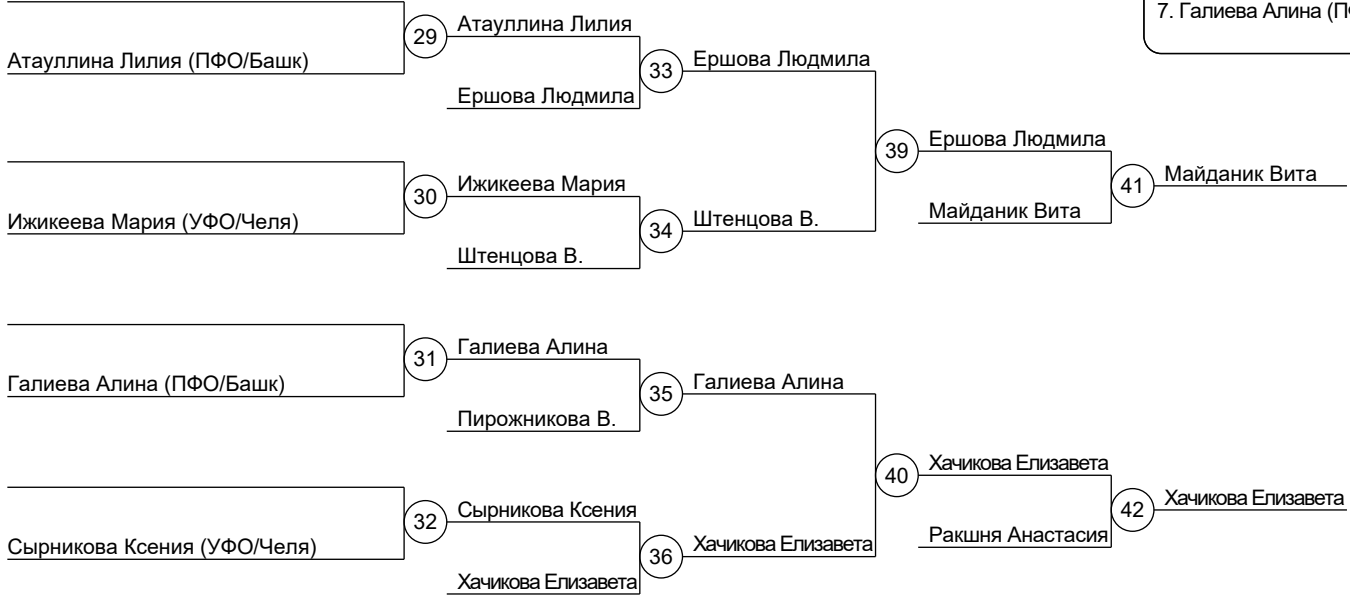 7. Галиева Алина (П
Атауллина Лилия (ПФО/Башк)
29
Атауллина Лилия
Ершова Людмила
33
Ершова Людмила
Ижикеева Мария (УФО/Челя)
30
Ижикеева Мария
Штенцова В.
34
Штенцова В.
39
Ершова Людмила
Майданик Вита
41
Майданик Вита
Галиева Алина (ПФО/Башк)
31
Галиева Алина
Пирожникова В.
35
Галиева Алина
Сырникова Ксения (УФО/Челя)
32
Сырникова Ксения
Хачикова Елизавета
36
Хачикова Елизавета
40
Хачикова Елизавета
Ракшня Анастасия
42
Хачикова Елизавета